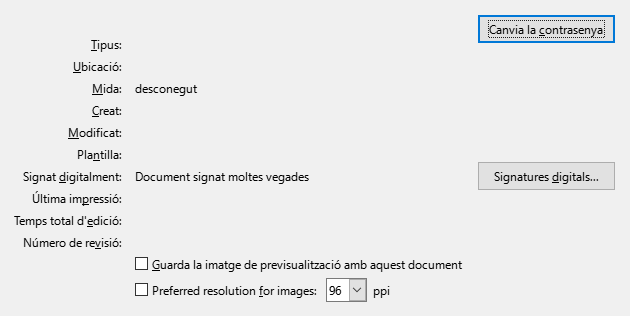 Canvia la contrasenya
Tipus:
Ubicació:
Mida: desconegut
Creat:
Modificat:
Plantilla:
Signat digitalment: Document signat moltes vegades Signatures digitals...
Última impressió:
Temps total d'edició:
Número de revisió:
Guarda la imatge de previsualització amb aquest document
Preferred resolution for images: 96 ppi